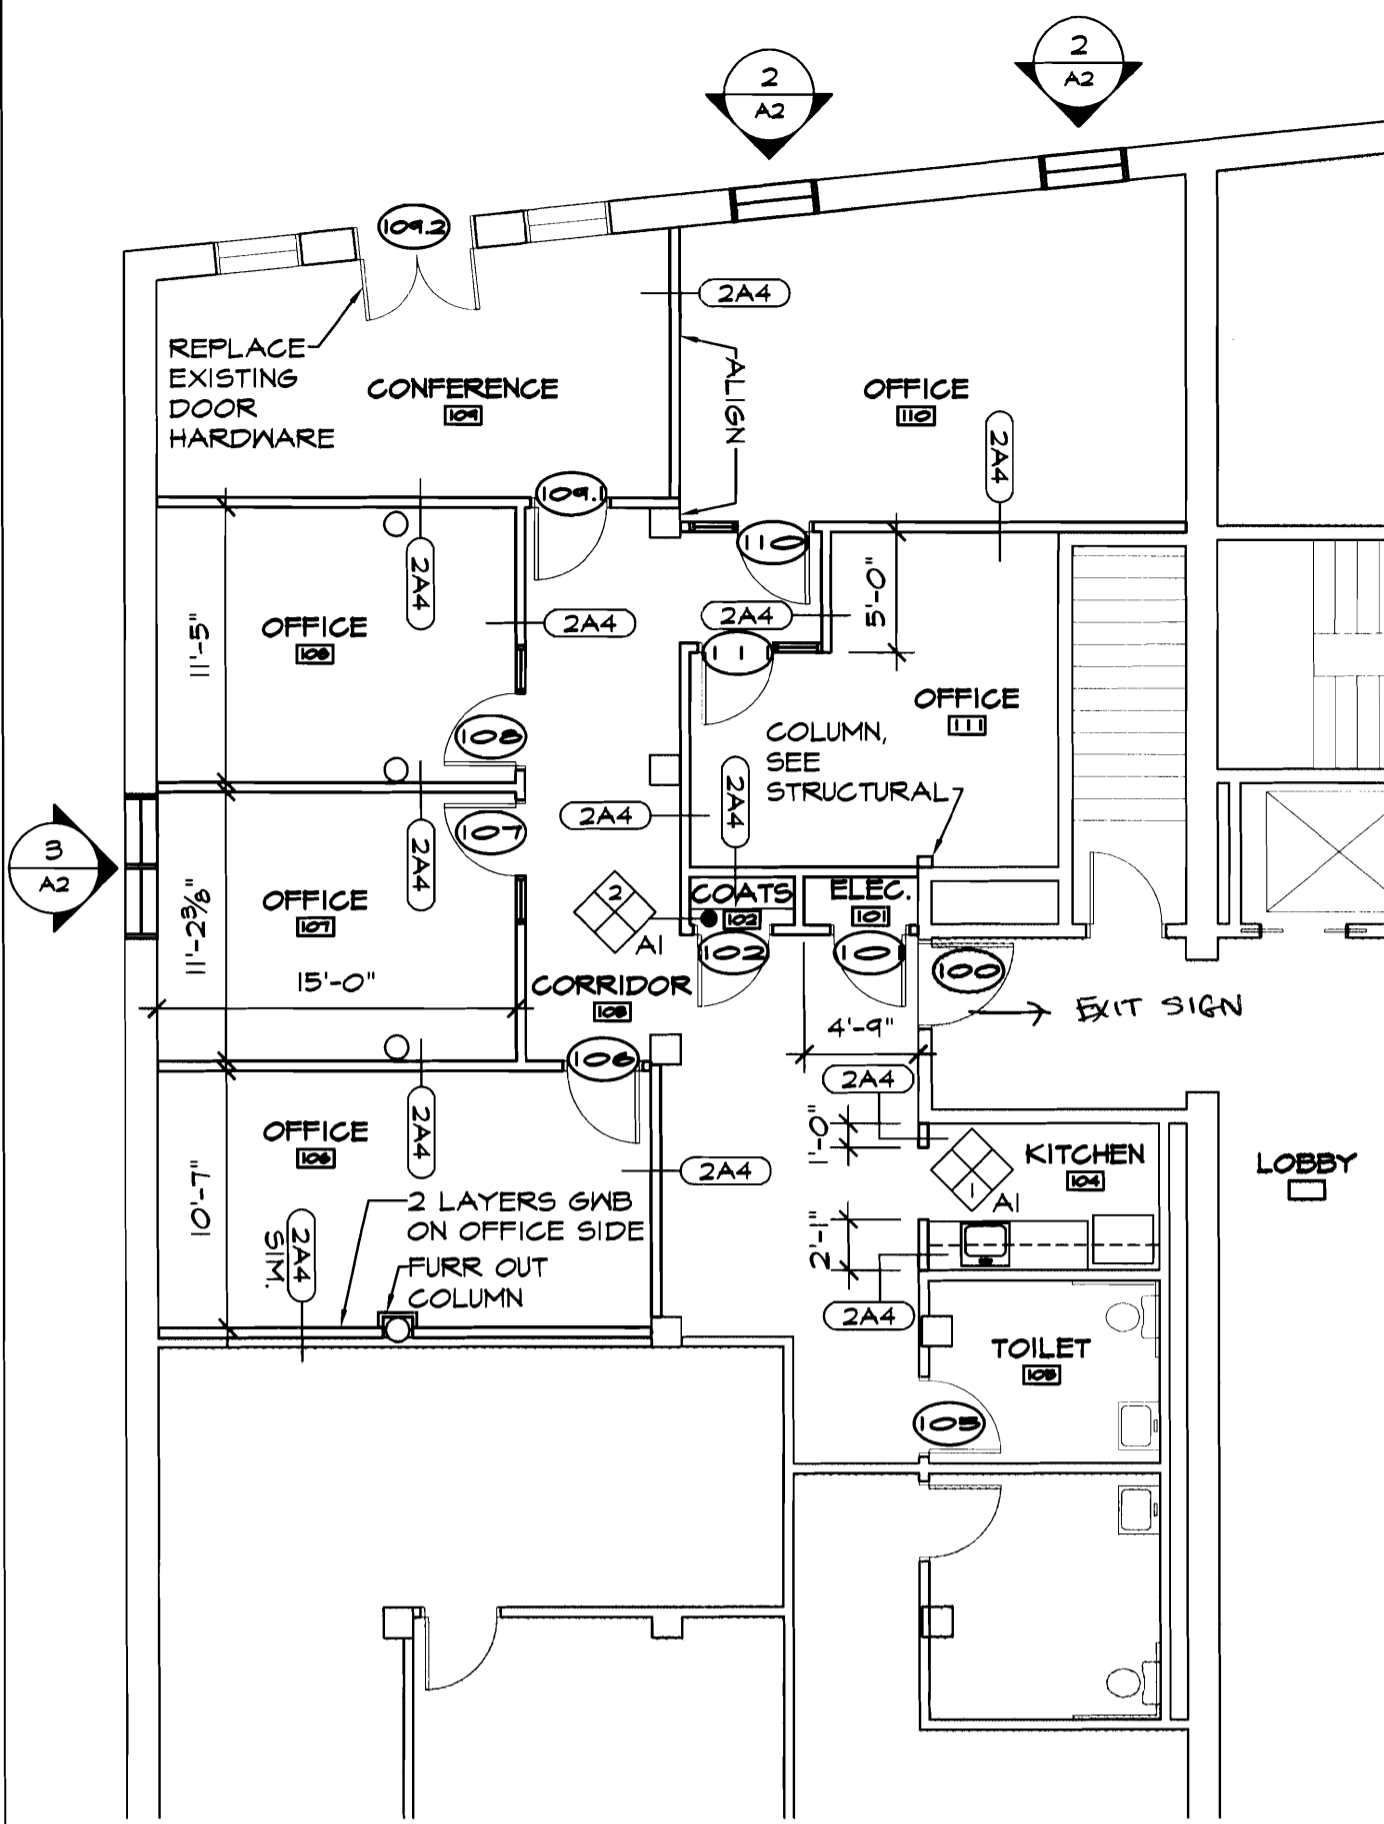 2
A2
2
A2
109.2
2A4
REPLACE
EXISTING
DOOR
HARDWARE
CONFERENCE
109
ALIGN
OFFICE
110
2A4
109.1
110
2A4
11'-5"
OFFICE
108
2A4
2A4
5'-0"
11
OFFICE
111
108
COLUMN,
SEE
STRUCTURAL
2A4
2A4
107
3
A2
2A4
OFFICE
107
11'-2⅜"
15'-0"
2
A1
COATS
102
ELEC.
101
102
101
100
CORRIDOR
EXIT SIGN
4'-9"
106
2A4
OFFICE
106
2A4
10'-7"
2A4
1'-0"
1
A1
KITCHEN
104
LOBBY
2 LAYERS GWB
ON OFFICE SIDE
FURR OUT
COLUMN
2A4
SIM.
2'-1"
2A4
TOILET
105
105